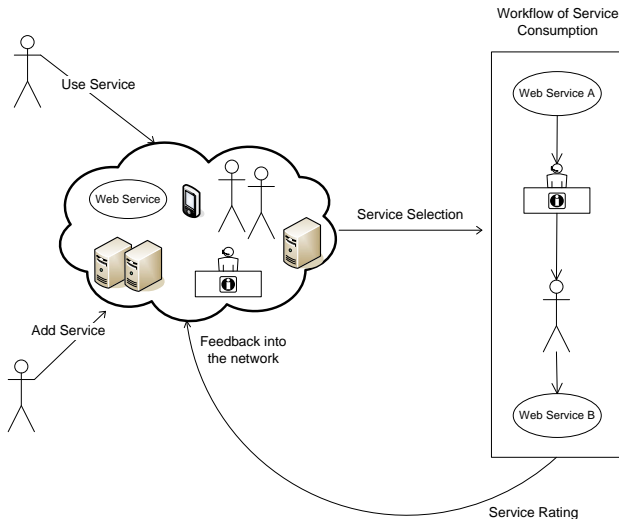 Workflow of Service
Consumption
Use Service
Web Service A
Web Service
Service Selection
Add Service
Feedback into
the network
Web Service B
Service Rating